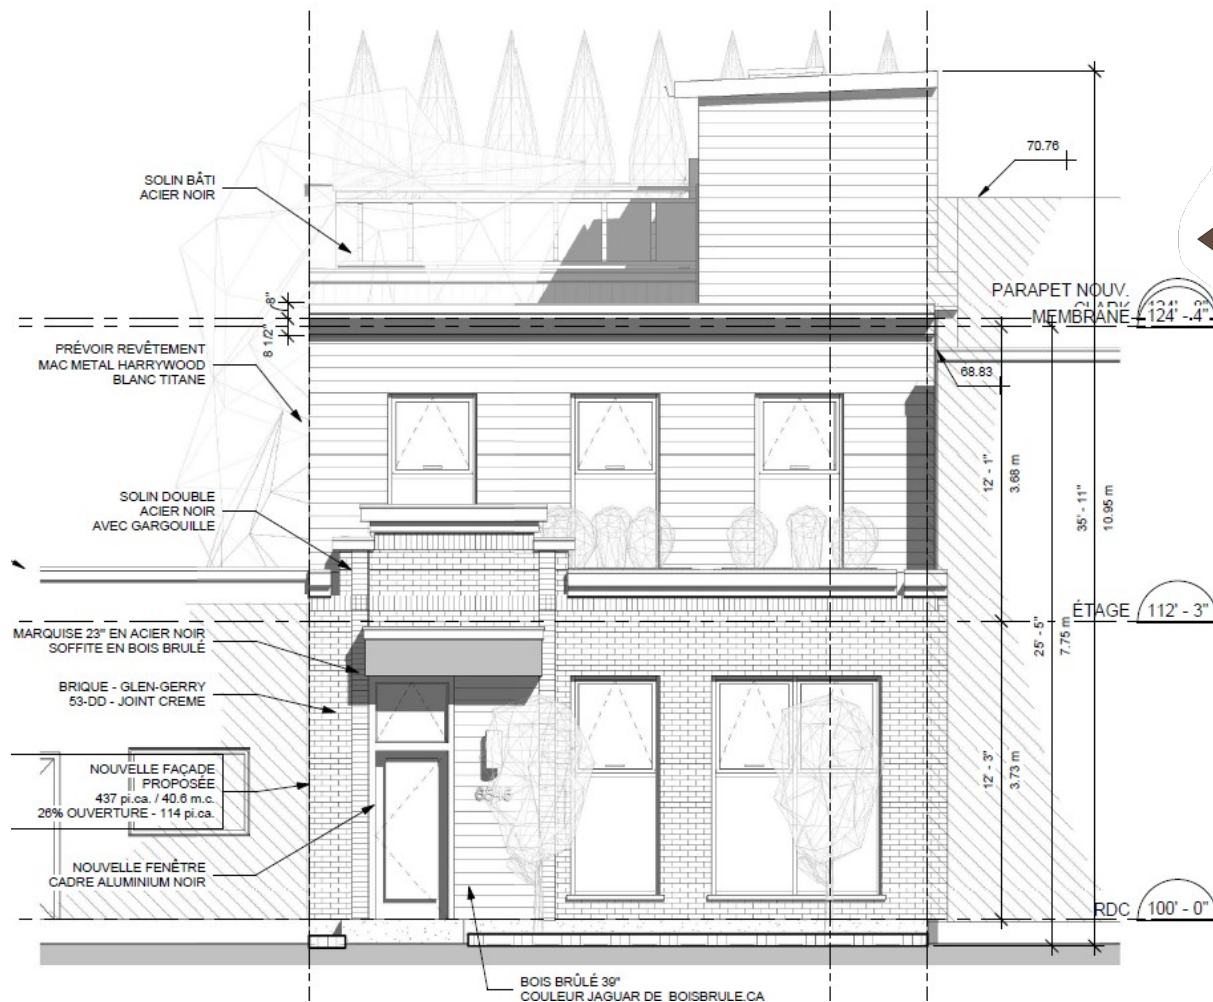 70.76
SOLIN BÂTI
ACIER NOIR
8"
PARAPET NOUV.
MEMBRANE
124' - 4"
8 1/2"
PRÉVOIR REVÊTEMENT
MAC METAL HARRYWOOD
BLANC TITANE
68.83
12' - 1"
3.68 m
35' - 11"
10.95 m
SOLIN DOUBLE
ACIER NOIR
AVEC GARGOUILLE
ÉTAGE 112' - 3"
25' - 5"
7.75 m
MARQUISE 23" EN ACIER NOIR
SOFFITE EN BOIS BRULÉ
BRIQUE - GLEN-GERRY
53-DD - JOINT CREME
NOUVELLE FAÇADE
PROPOSÉE
437 pi.ca. / 40.6 m.c.
26% OUVERTURE - 114 pi.ca.
12' - 3"
3.73 m
NOUVELLE FENÊTRE
CADRE ALUMINIUM NOIR
RDC 100' - 0"
BOIS BRÛLÉ 39"
COULEUR JAGUAR DE BOISBRULE.CA